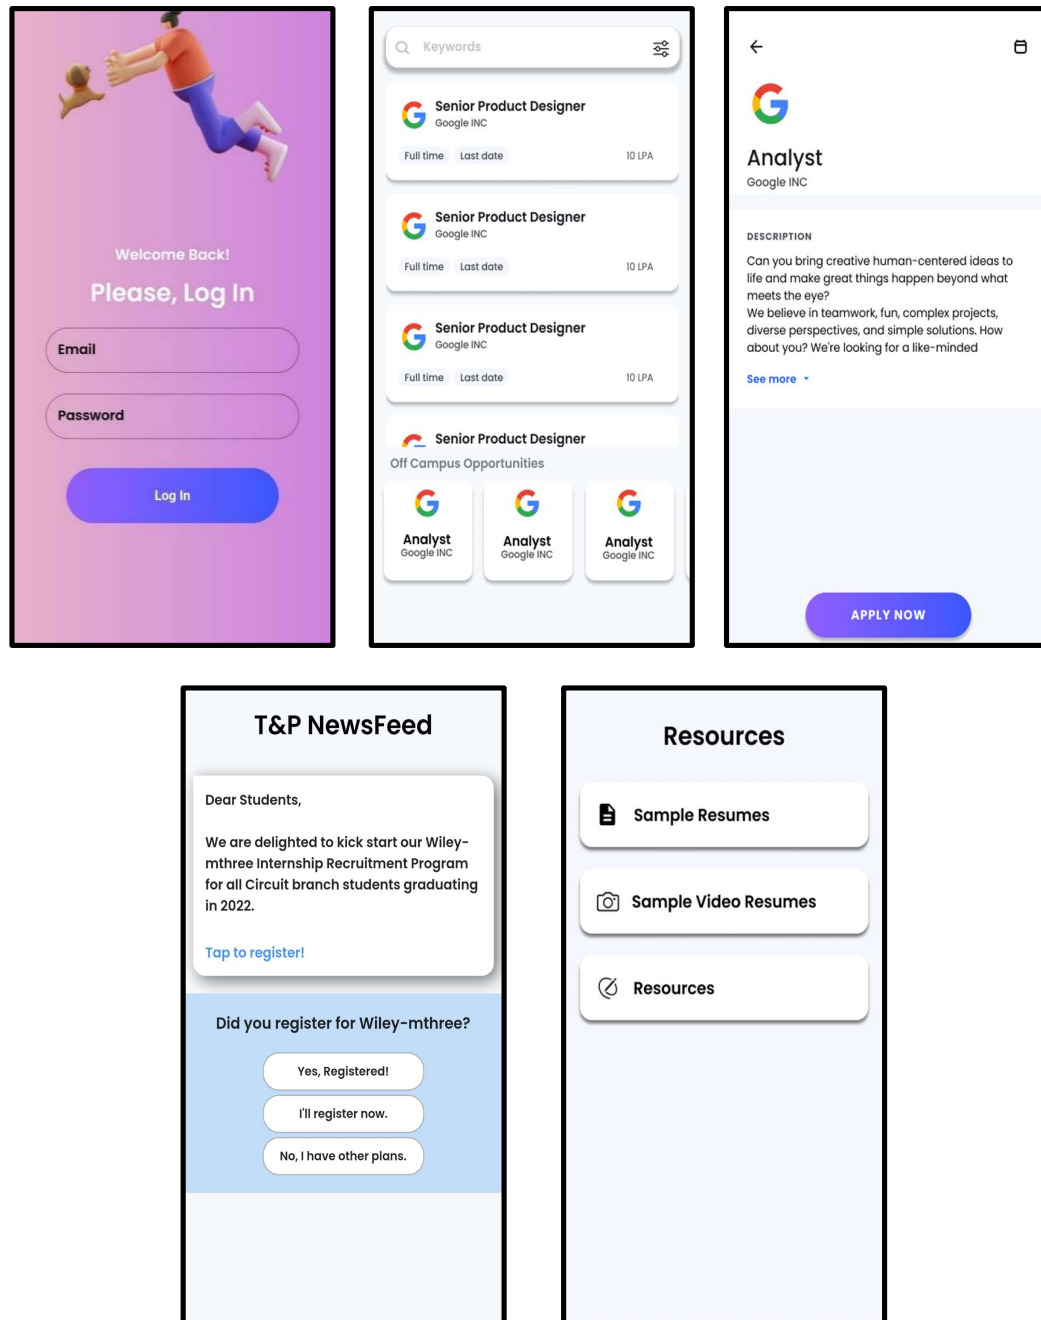 Welcome Back!
Please, Log In
Email
Password
Log In
Keywords
Senior Product Designer
Google INC
Full time Last date 10 LPA
Senior Product Designer
Google INC
Full time Last date 10 LPA
Senior Product Designer
Google INC
Full time Last date 10 LPA
Senior Product Designer
Off Campus Opportunities
Analyst
Google INC
Analyst
Google INC
Analyst
Google INC
Analyst
Google INC
DESCRIPTION
Can you bring creative human-centered ideas to
life and make great things happen beyond what
meets the eye?
We believe in teamwork, fun, complex projects,
diverse perspectives, and simple solutions. How
about you? We're looking for a like-minded
See more
APPLY NOW
T&P NewsFeed
Dear Students,
We are delighted to kick start our Wiley-
mthree Internship Recruitment Program
for all Circuit branch students graduating
in 2022.
Tap to register!
Did you register for Wiley-mthree?
Yes, Registered!
I'll register now.
No, I have other plans.
Resources
Sample Resumes
Sample Video Resumes
Resources